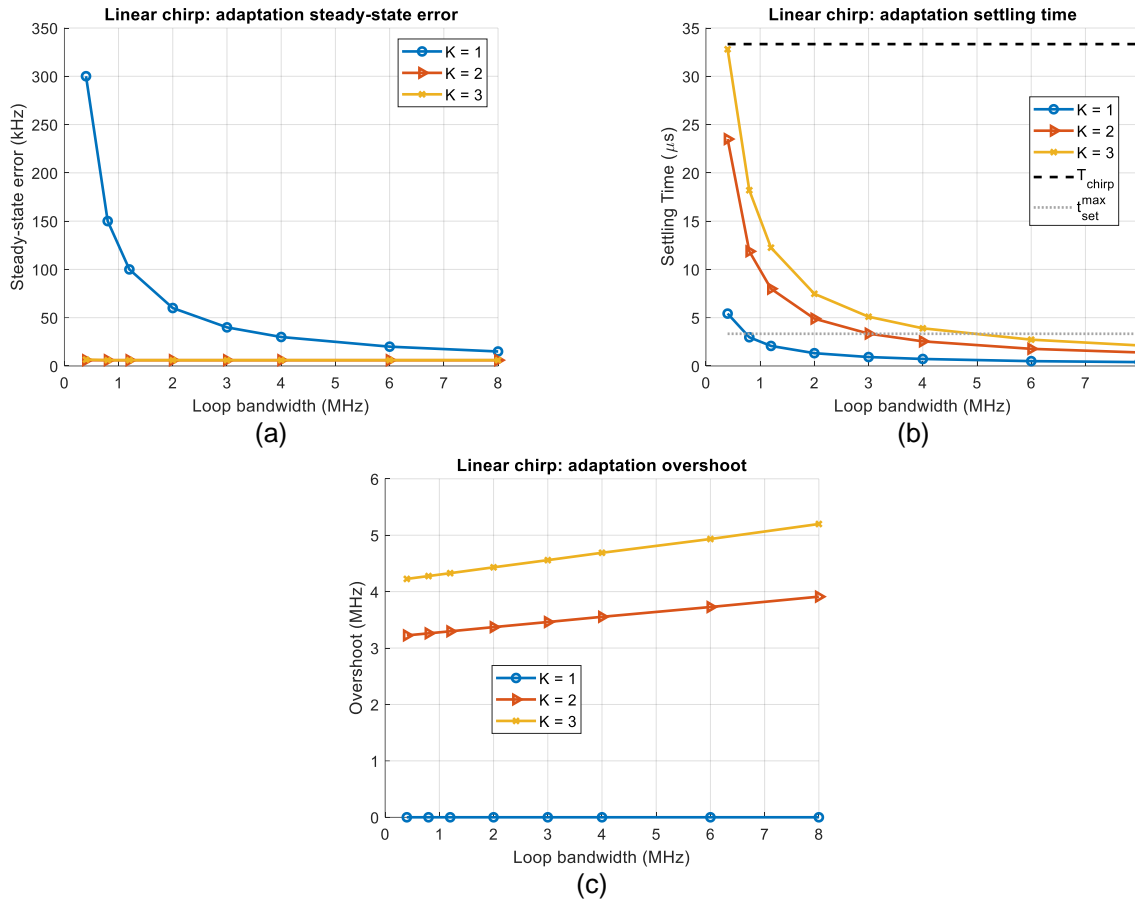 Linear chirp: adaptation steady-state error
350
300
250
200
150
100
50
0
0 1 2 3 4 5 6 7 8
Steady-state error (kHz)
Loop bandwidth (MHz)
K = 1
K = 2
K = 3
(a)
Linear chirp: adaptation settling time
35
30
25
20
15
10
5
0
0 1 2 3 4 5 6 7
Settling Time (μs)
Loop bandwidth (MHz)
K = 1
K = 2
K = 3
T_chirp
t_set^max
(b)
Linear chirp: adaptation overshoot
6
5
4
3
2
1
0
0 1 2 3 4 5 6 7 8
Overshoot (MHz)
Loop bandwidth (MHz)
K = 1
K = 2
K = 3
(c)